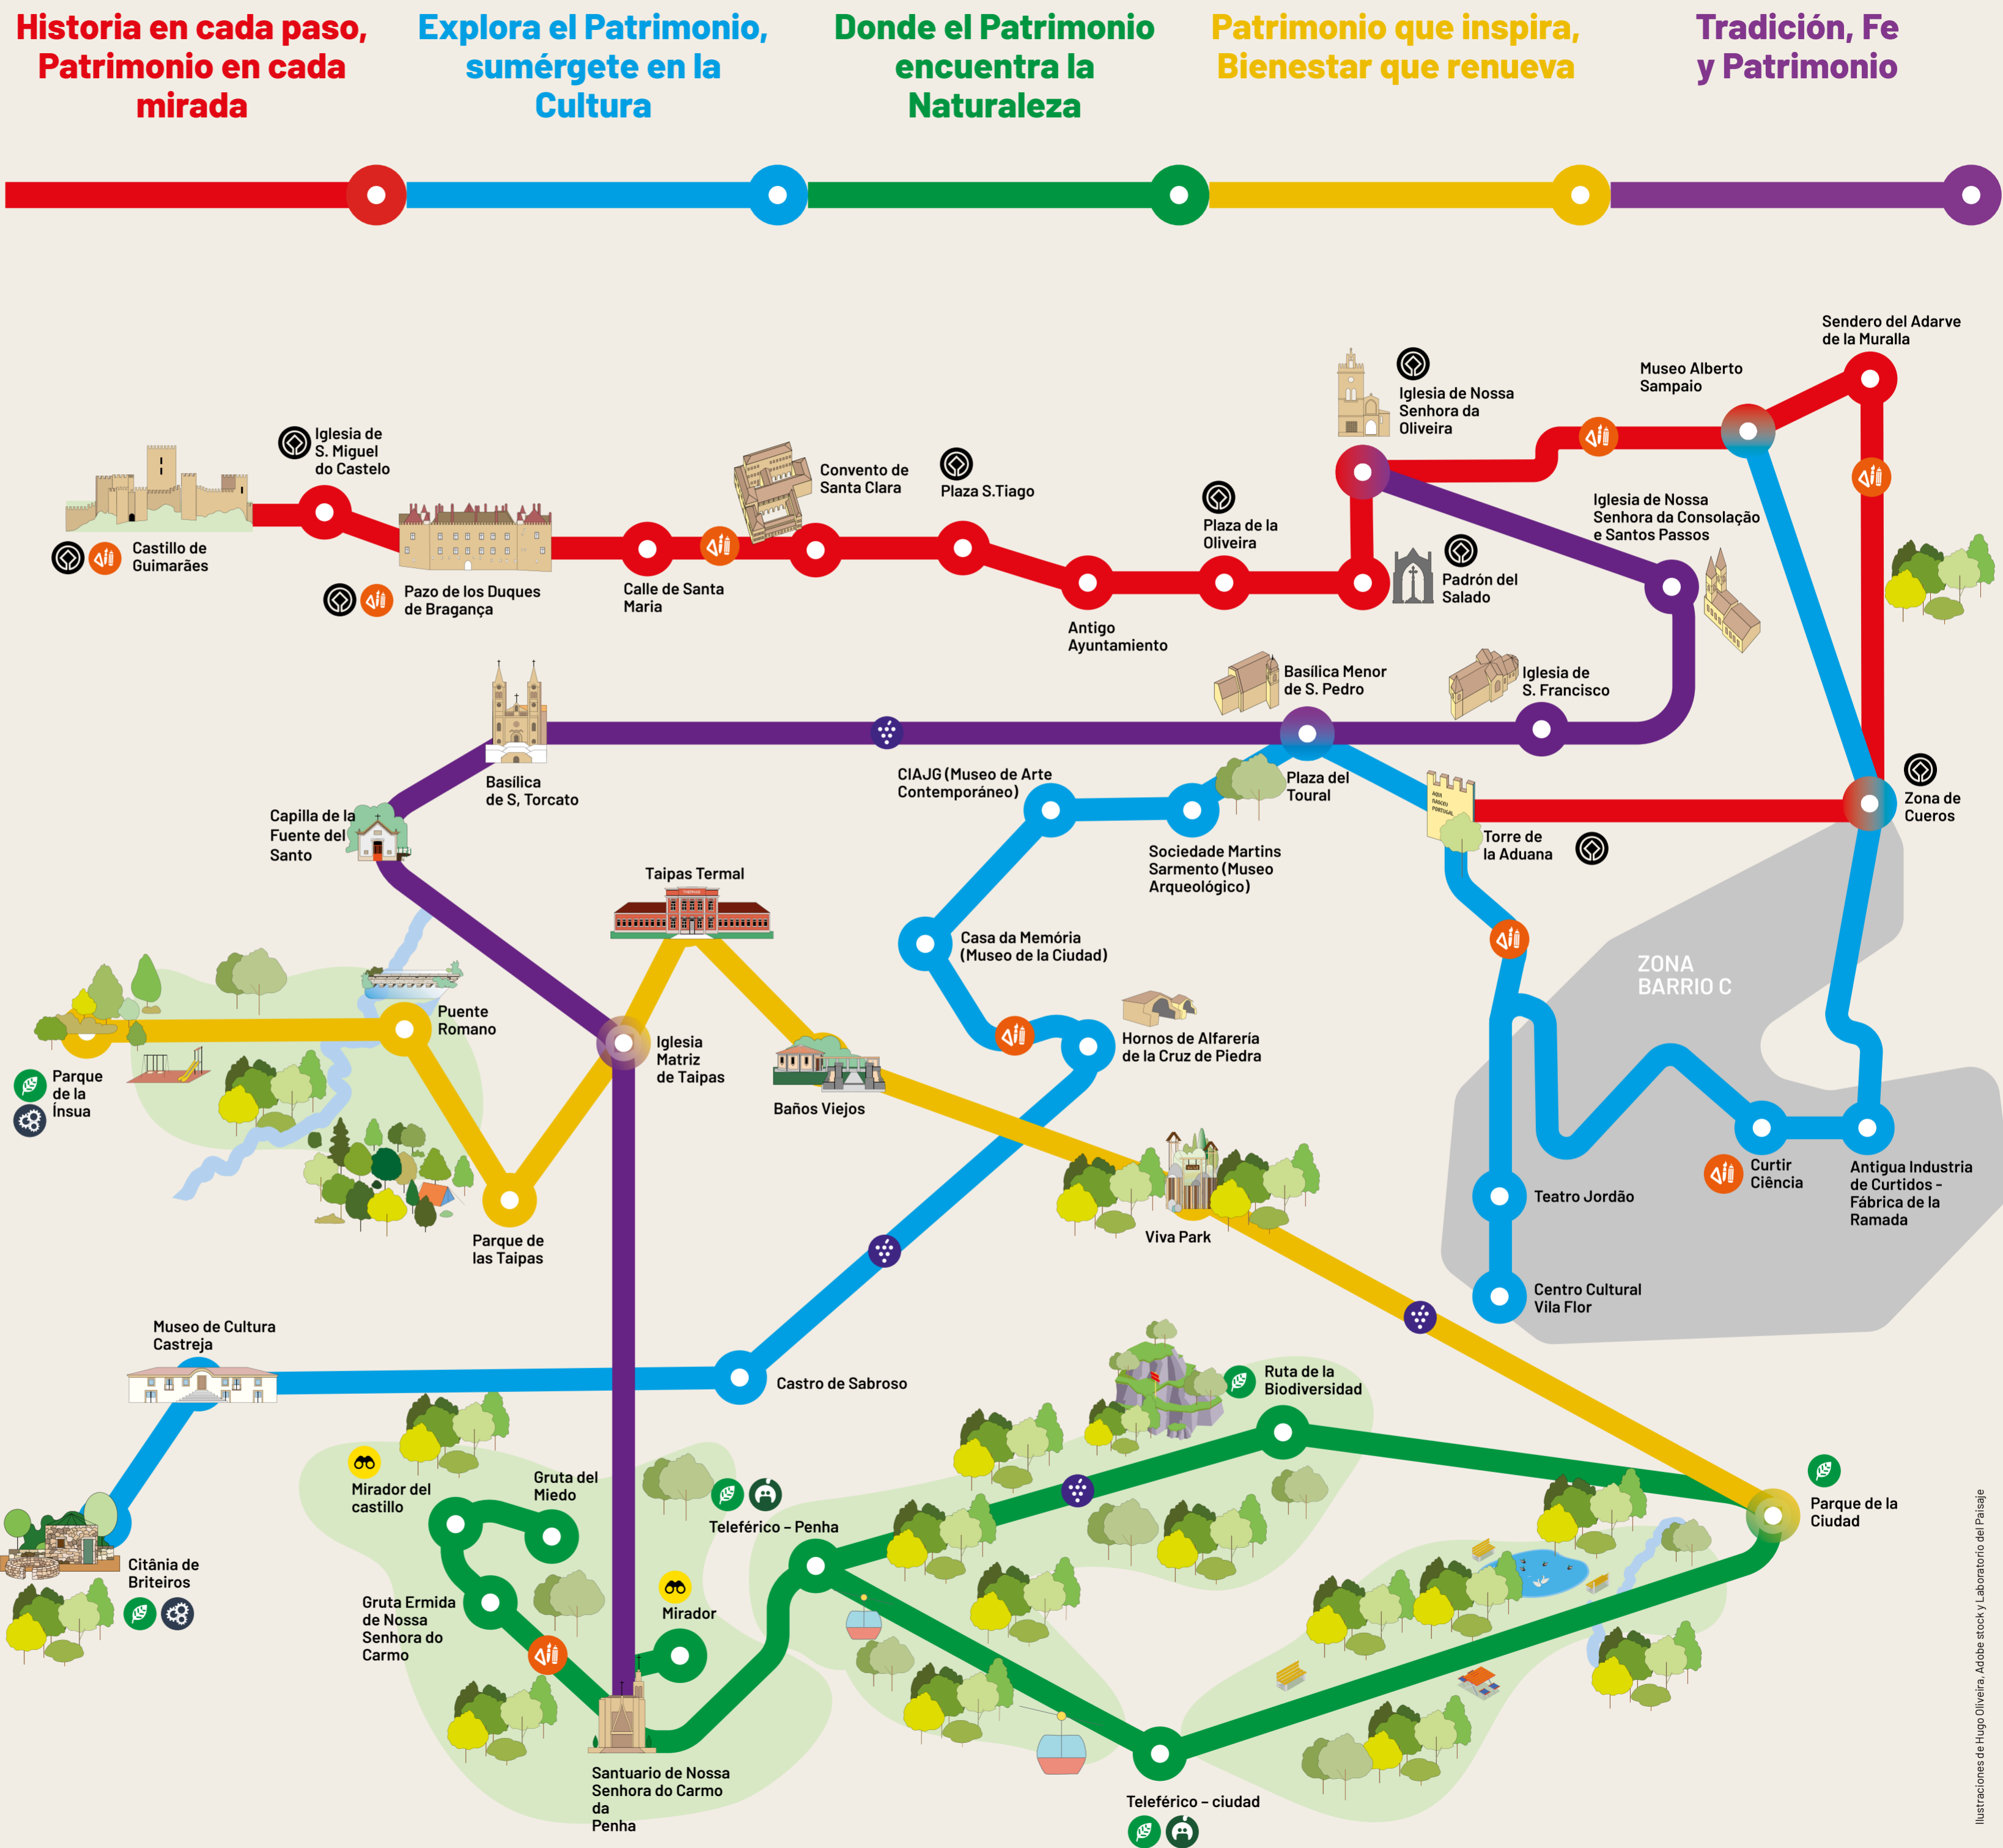 Historia en cada paso,
Patrimonio en cada
mirada
Explora el Patrimonio,
sumérgete en la
Cultura
Donde el Patrimonio
encuentra la
Naturaleza
Patrimonio que inspira,
Bienestar que renueva
Tradición, Fe
y Patrimonio
Sendero del Adarve
de la Muralla
Museo Alberto
Sampaio
Iglesia de Nossa
Senhora da
Oliveira
Iglesia de
S. Miguel
do Castelo
Convento de
Santa Clara
Plaza S.Tiago
Plaza de la
Oliveira
Iglesia de Nossa
Senhora da Consolação
e Santos Passos
Castillo de
Guimarães
Pazo de los Duques
de Bragança
Calle de Santa
Maria
Padrón del
Salado
Antigo
Ayuntamiento
Basílica Menor
de S. Pedro
Iglesia de
S. Francisco
Basílica
de S, Torcato
CIAJG (Museo de Arte
Contemporáneo)
Plaza del
Toural
AQUI
NASCEU
PORTUGAL
Zona de
Cueros
Capilla de la
Fuente del
Santo
Torre de
la Aduana
Sociedade Martins
Sarmento (Museo
Arqueológico)
Taipas Termal
Casa da Memória
(Museo de la Ciudad)
ZONA
BARRIO C
Puente
Romano
Iglesia
Matriz
de Taipas
Hornos de Alfarería
de la Cruz de Piedra
Parque
de la
Ínsua
Baños Viejos
Curtir
Ciência
Antigua Industria
de Curtidos -
Fábrica de la
Ramada
Teatro Jordão
Parque de
las Taipas
Viva Park
Centro Cultural
Vila Flor
Museo de Cultura
Castreja
Castro de Sabroso
Ruta de la
Biodiversidad
Mirador del
castillo
Gruta del
Miedo
Teleférico - Penha
Parque de la
Ciudad
Citânia de
Briteiros
Gruta Ermida
de Nossa
Senhora do
Carmo
Mirador
Santuario de Nossa
Senhora do Carmo
da
Penha
Teleférico - ciudad
Ilustraciones de Hugo Oliveira, Adobe stock y Laboratorio del Paisaje